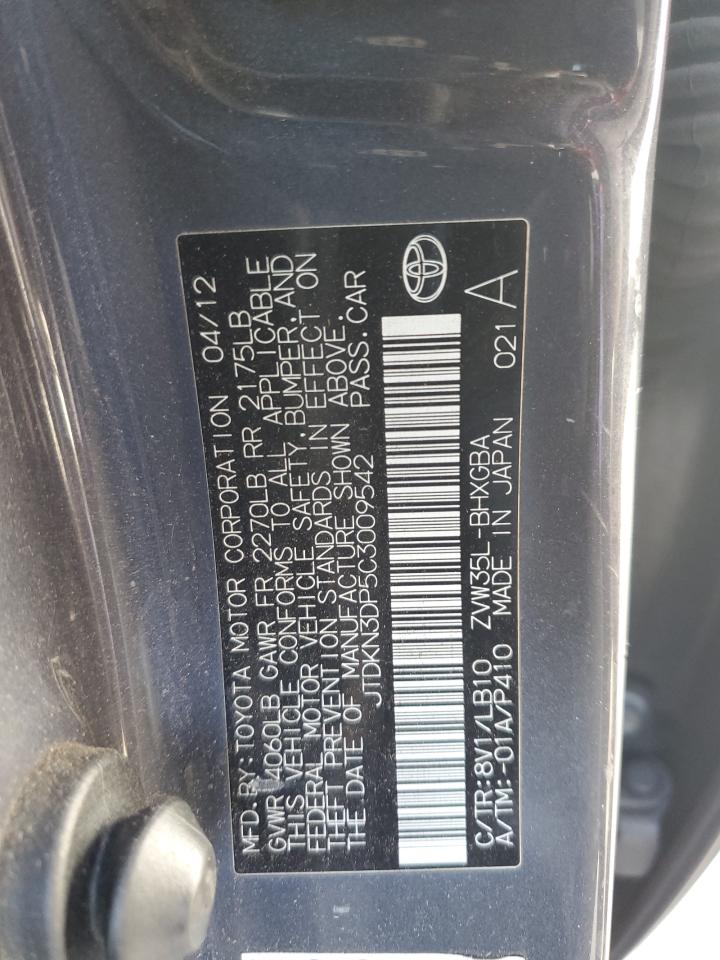 MFD. BY: TOYOTA MOTOR CORPORATION 04/12
GVWR 4060LB GAWR FR 2270LB RR 2175LB
THIS VEHICLE CONFORMS TO ALL APPLICABLE
FEDERAL MOTOR VEHICLE SAFETY, BUMPER, AND
THEFT PREVENTION STANDARDS IN EFFECT ON
THE DATE OF MANUFACTURE SHOWN ABOVE.
JTDKN3DP5C3009542 PASS. CAR
C/TR: 8V1/LB10 ZVW35L-BHXGBA
A/TM: -01A/P410 MADE IN JAPAN 021 A